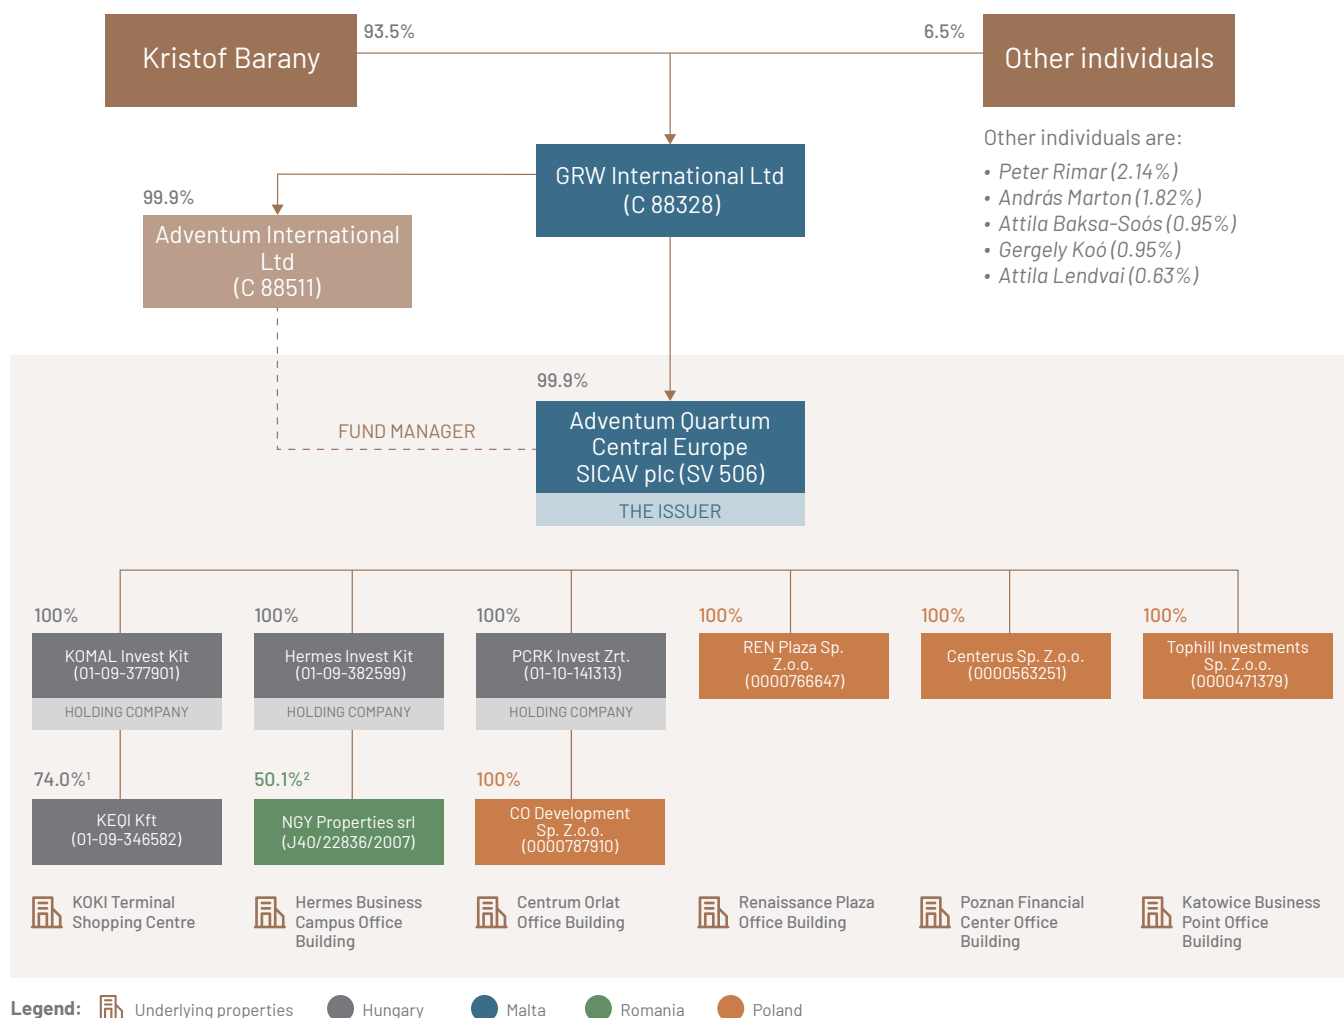 Kristof Barany
93.5%
6.5%
Other individuals
Other individuals are:
• Peter Rimar (2.14%)
• András Marton (1.82%)
• Attila Baksa-Soós (0.95%)
• Gergely Koó (0.95%)
• Attila Lendvai (0.63%)
GRW International Ltd
(C 88328)
99.9%
Adventum International
Ltd
(C 88511)
FUND MANAGER
99.9%
Adventum Quartum
Central Europe
SICAV plc (SV 506)
THE ISSUER
100%
KOMAL Invest Kit
(01-09-377901)
HOLDING COMPANY
100%
Hermes Invest Kit
(01-09-382599)
HOLDING COMPANY
100%
PCRK Invest Zrt.
(01-10-141313)
HOLDING COMPANY
100%
REN Plaza Sp.
Z.o.o.
(0000766647)
100%
Centerus Sp. Z.o.o.
(0000563251)
100%
Tophill Investments
Sp. Z.o.o.
(0000471379)
74.0%¹
KEQI Kft
(01-09-346582)
50.1%²
NGY Properties srl
(J40/22836/2007)
100%
CO Development
Sp. Z.o.o.
(0000787910)
KOKI Terminal
Shopping Centre
Hermes Business
Campus Office
Building
Centrum Orlat
Office Building
Renaissance Plaza
Office Building
Poznan Financial
Center Office
Building
Katowice Business
Point Office
Building
Legend:
Underlying properties
Hungary
Malta
Romania
Poland